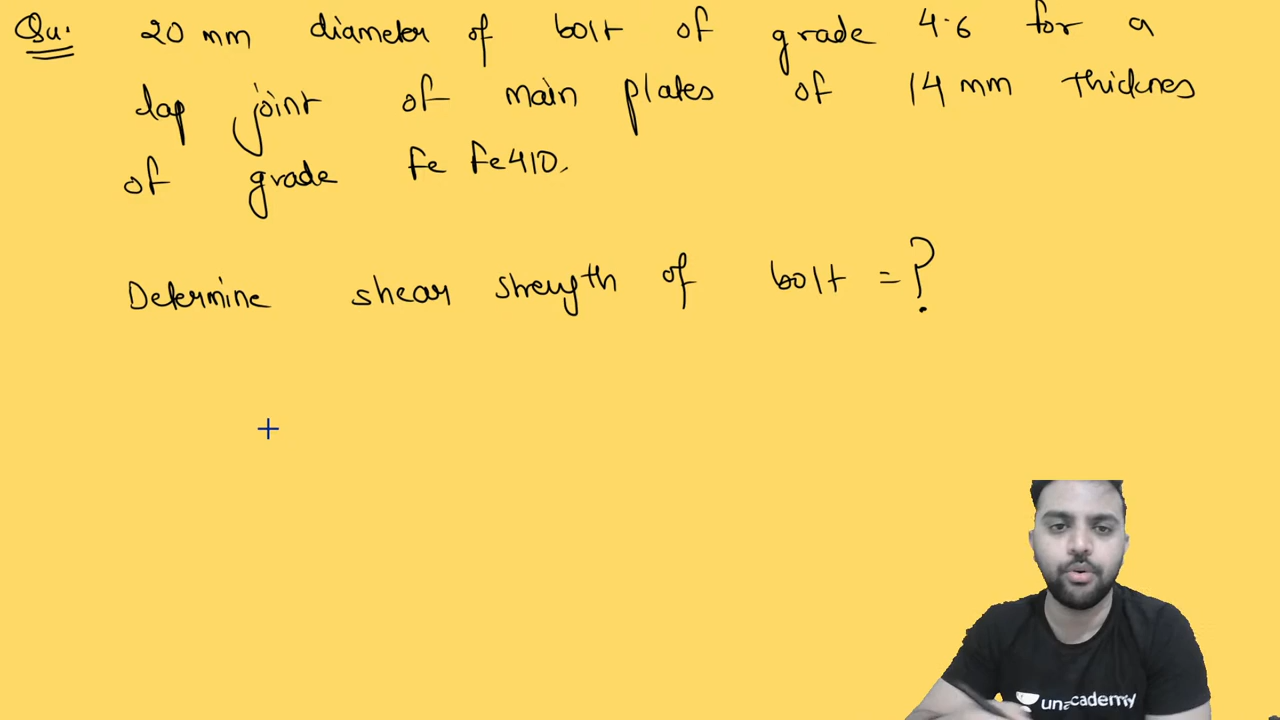 Qu: 20 mm diameter of bolt of grade 4.6 for a
lap joint of main plates of 14 mm thicknes
of grade fe fe410.
Determine shear strength of bolt = ?
unacademy